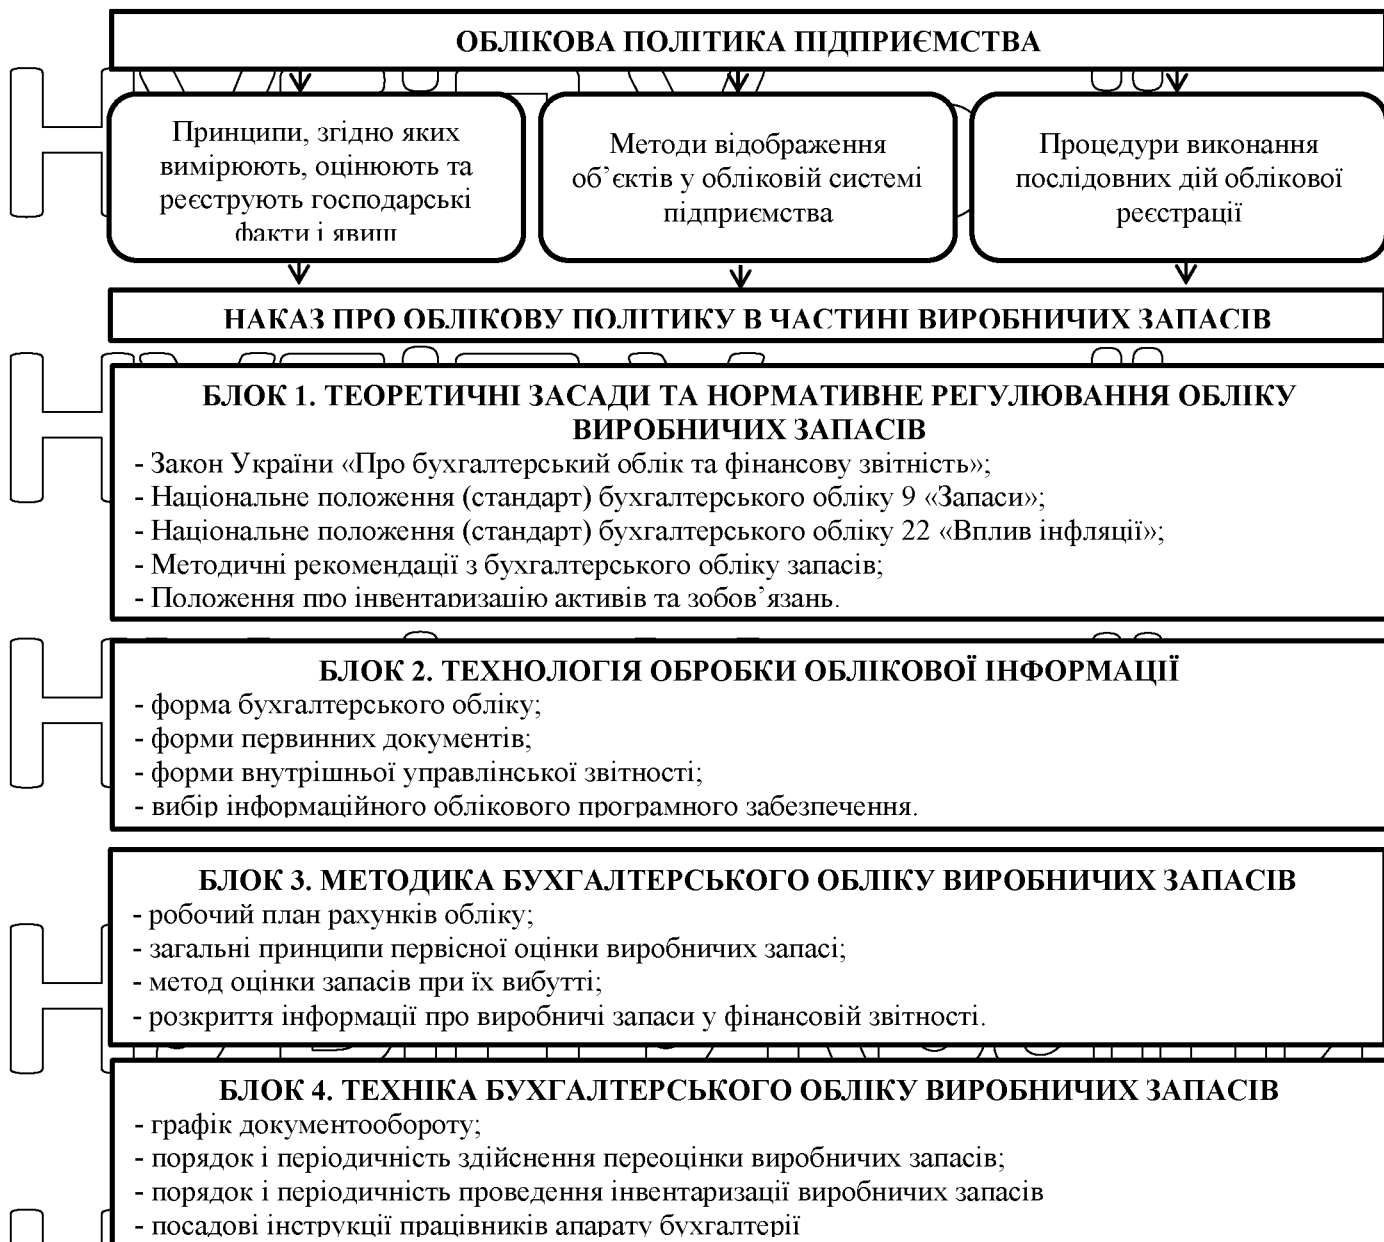 ОБЛІКОВА ПОЛІТИКА ПІДПРИЄМСТВА
Принципи, згідно яких
вимірюють, оцінюють та
реєструють господарські
факти і явищ
Методи відображення
об’єктів у обліковій системі
підприємства
Процедури виконання
послідовних дій облікової
реєстрації
НАКАЗ ПРО ОБЛІКОВУ ПОЛІТИКУ В ЧАСТИНІ ВИРОБНИЧИХ ЗАПАСІВ
БЛОК 1. ТЕОРЕТИЧНІ ЗАСАДИ ТА НОРМАТИВНЕ РЕГУЛЮВАННЯ ОБЛІКУ
ВИРОБНИЧИХ ЗАПАСІВ
- Закон України «Про бухгалтерський облік та фінансову звітність»;
- Національне положення (стандарт) бухгалтерського обліку 9 «Запаси»;
- Національне положення (стандарт) бухгалтерського обліку 22 «Вплив інфляції»;
- Методичні рекомендації з бухгалтерського обліку запасів;
- Положення про інвентаризацію активів та зобов’язань.
БЛОК 2. ТЕХНОЛОГІЯ ОБРОБКИ ОБЛІКОВОЇ ІНФОРМАЦІЇ
- форма бухгалтерського обліку;
- форми первинних документів;
- форми внутрішньої управлінської звітності;
- вибір інформаційного облікового програмного забезпечення.
БЛОК 3. МЕТОДИКА БУХГАЛТЕРСЬКОГО ОБЛІКУ ВИРОБНИЧИХ ЗАПАСІВ
- робочий план рахунків обліку;
- загальні принципи первісної оцінки виробничих запасі;
- метод оцінки запасів при їх вибутті;
- розкриття інформації про виробничі запаси у фінансовій звітності.
БЛОК 4. ТЕХНІКА БУХГАЛТЕРСЬКОГО ОБЛІКУ ВИРОБНИЧИХ ЗАПАСІВ
- графік документообороту;
- порядок і періодичність здійснення переоцінки виробничих запасів;
- порядок і періодичність проведення інвентаризації виробничих запасів
- посадові інструкції працівників апарату бухгалтерії